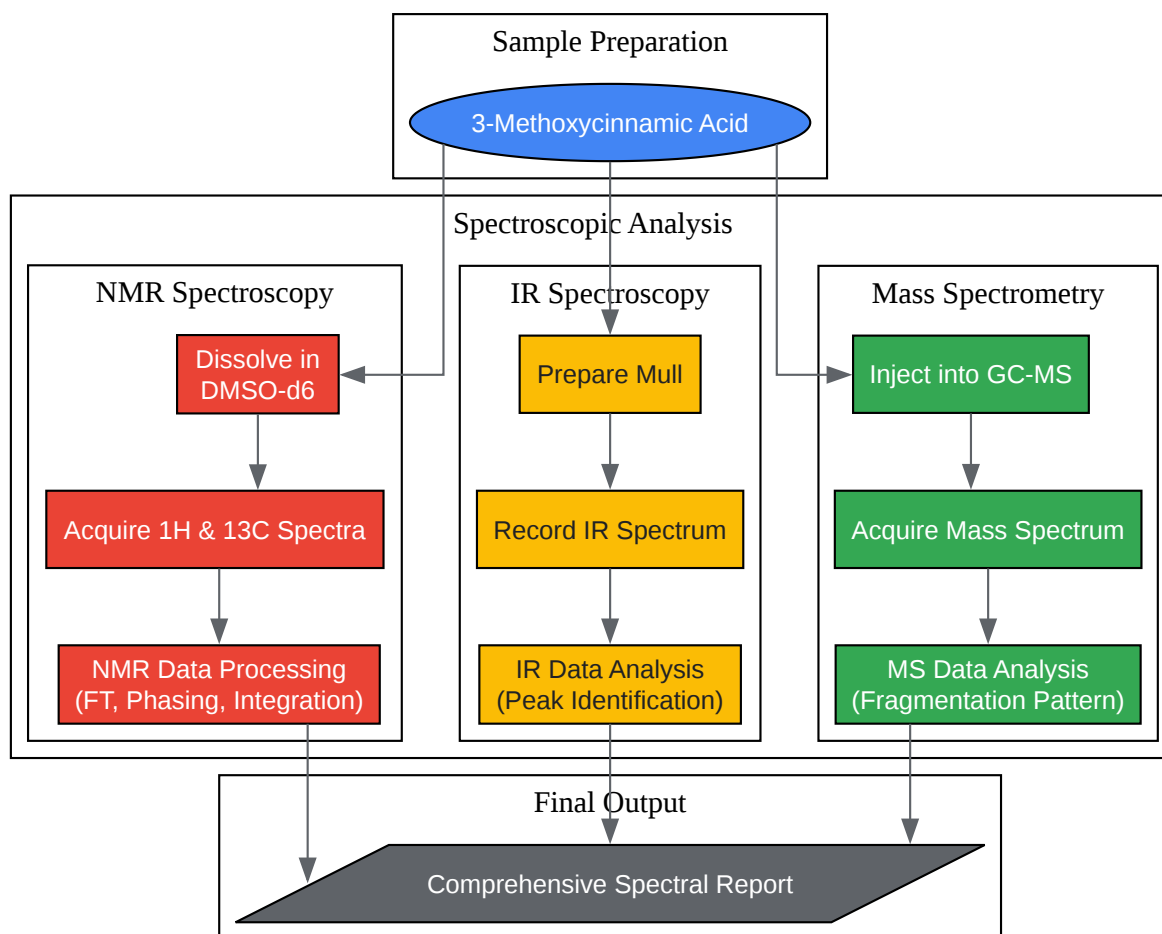 Sample Preparation
3-Methoxycinnamic Acid
Spectroscopic Analysis
NMR Spectroscopy
Dissolve in
DMSO-d6
Acquire 1H & 13C Spectra
NMR Data Processing
(FT, Phasing, Integration)
IR Spectroscopy
Prepare Mull
Record IR Spectrum
IR Data Analysis
(Peak Identification)
Mass Spectrometry
Inject into GC-MS
Acquire Mass Spectrum
MS Data Analysis
(Fragmentation Pattern)
Final Output
Comprehensive Spectral Report